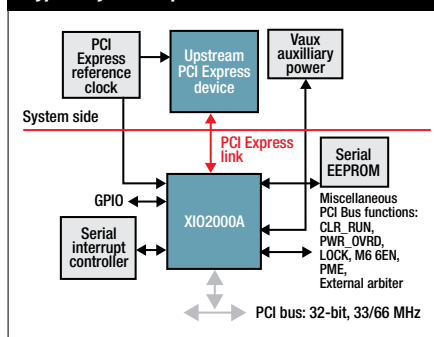 PCI
Express
reference
clock
Upstream
PCI Express
device
Vaux
auxilliary
power
System side
PCI Express
link
Serial
EEPROM
GPIO
XIO2000A
Miscellaneous
PCI Bus functions:
CLR_RUN,
PWR_OVRD,
LOCK, M6 6EN,
PME,
External arbiter
Serial
interrupt
controller
PCI bus: 32-bit, 33/66 MHz